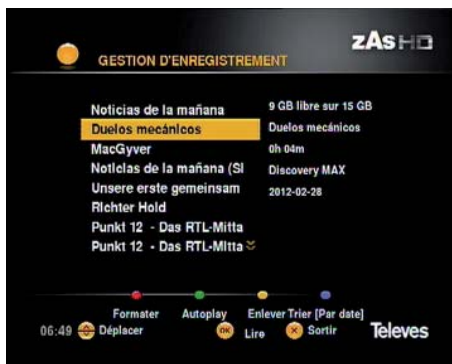 zAs HD
GESTION D'ENREGISTREMENT
Noticias de la mañana
Duelos mecánicos
MacGyver
Noticias de la mañana (SI
Unsere erste gemeinsam
Richter Hold
Punkt 12 - Das RTL-Mitta
Punkt 12 - Das RTL-Mitta
9 GB libre sur 15 GB
Duelos mecánicos
0h 04m
Discovery MAX
2012-02-28
Formater Autoplay Enlever Trier [Par date]
06:49 Déplacer OK Lire Sortir Televes